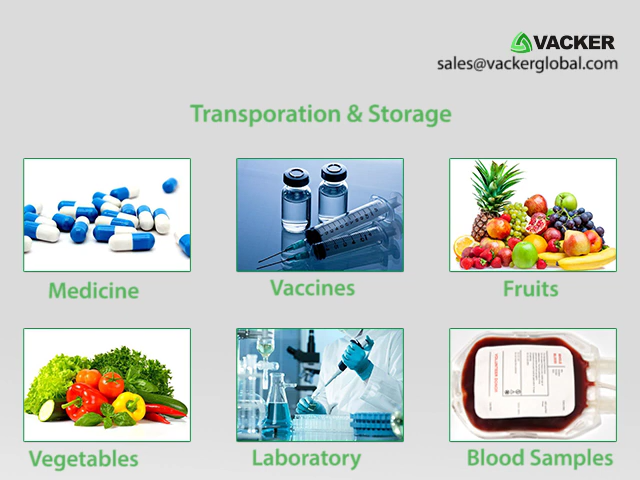 VACKER
sales@vackerglobal.com
Transporation & Storage
Medicine
Vaccines
Fruits
Vegetables
Laboratory
Blood Samples